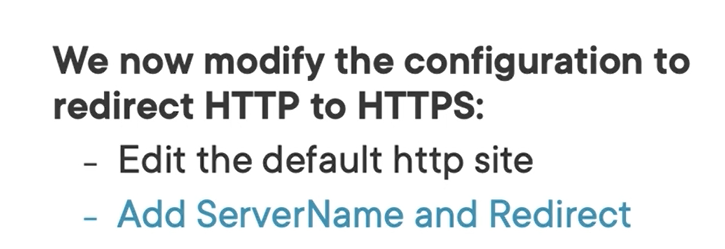 We now modify the configuration to
redirect HTTP to HTTPS:
- Edit the default http site
- Add ServerName and Redirect